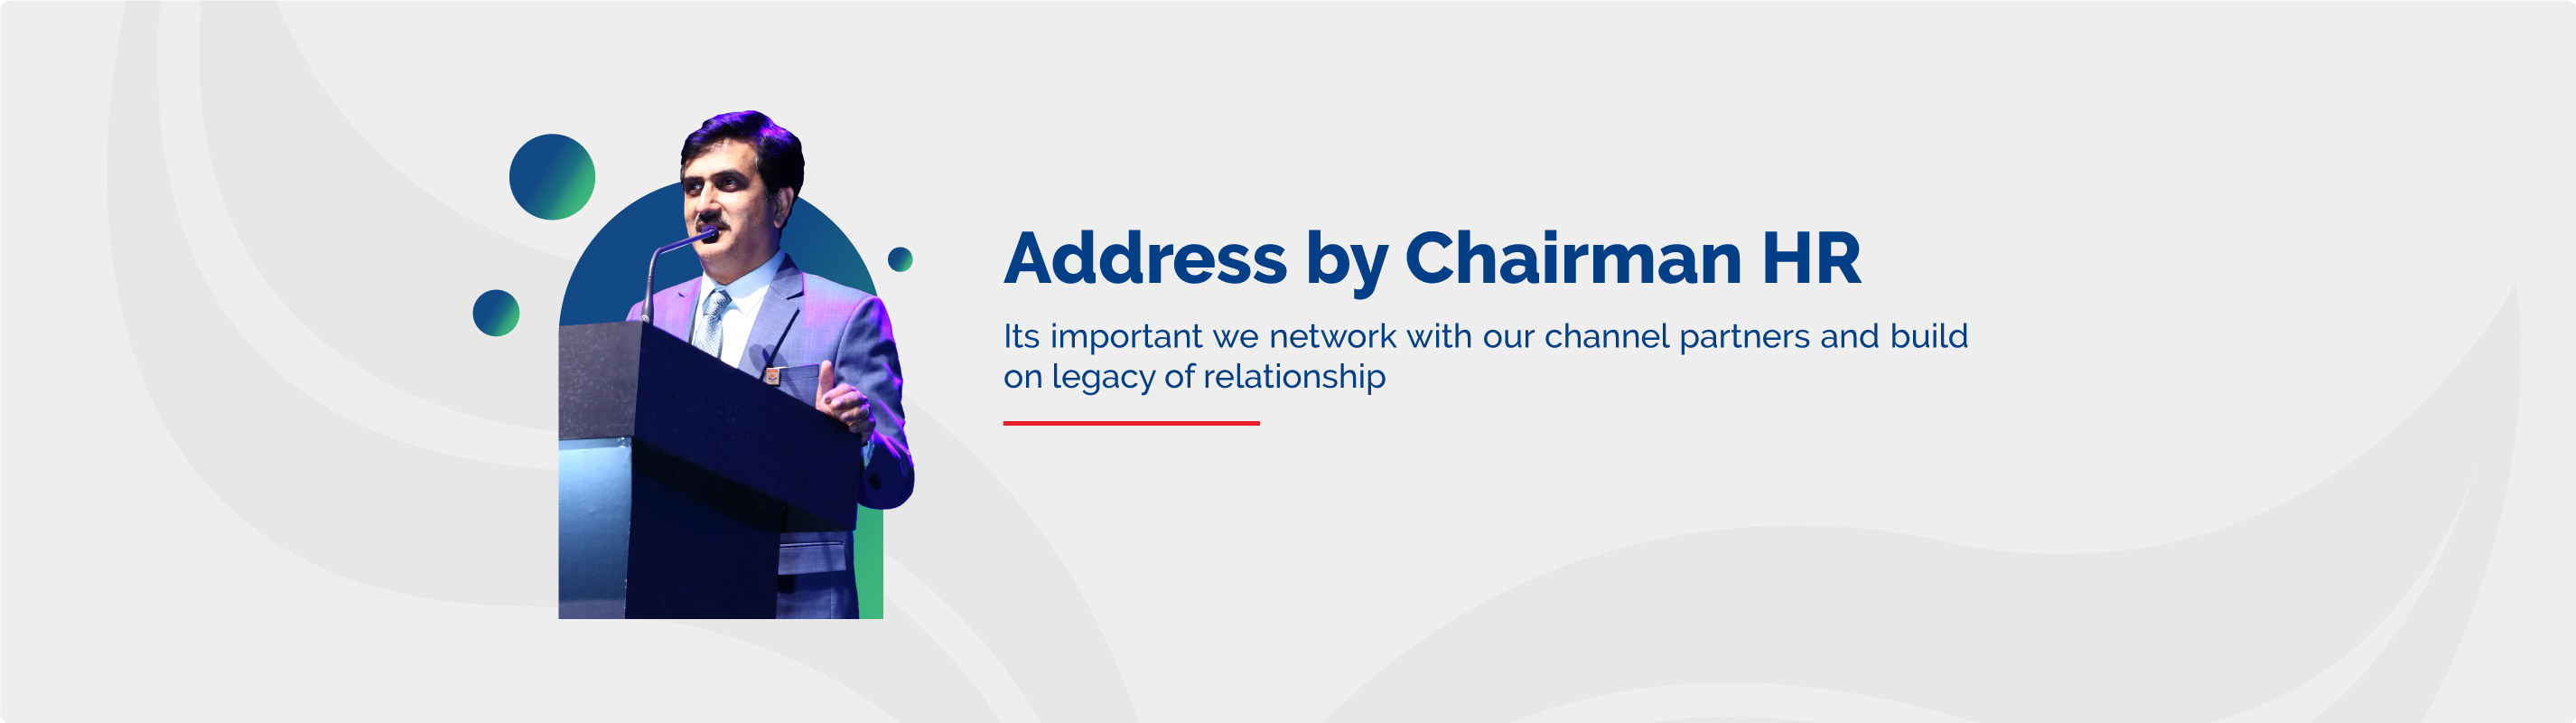 Address by Chairman HR
Its important we network with our channel partners and build
on legacy of relationship